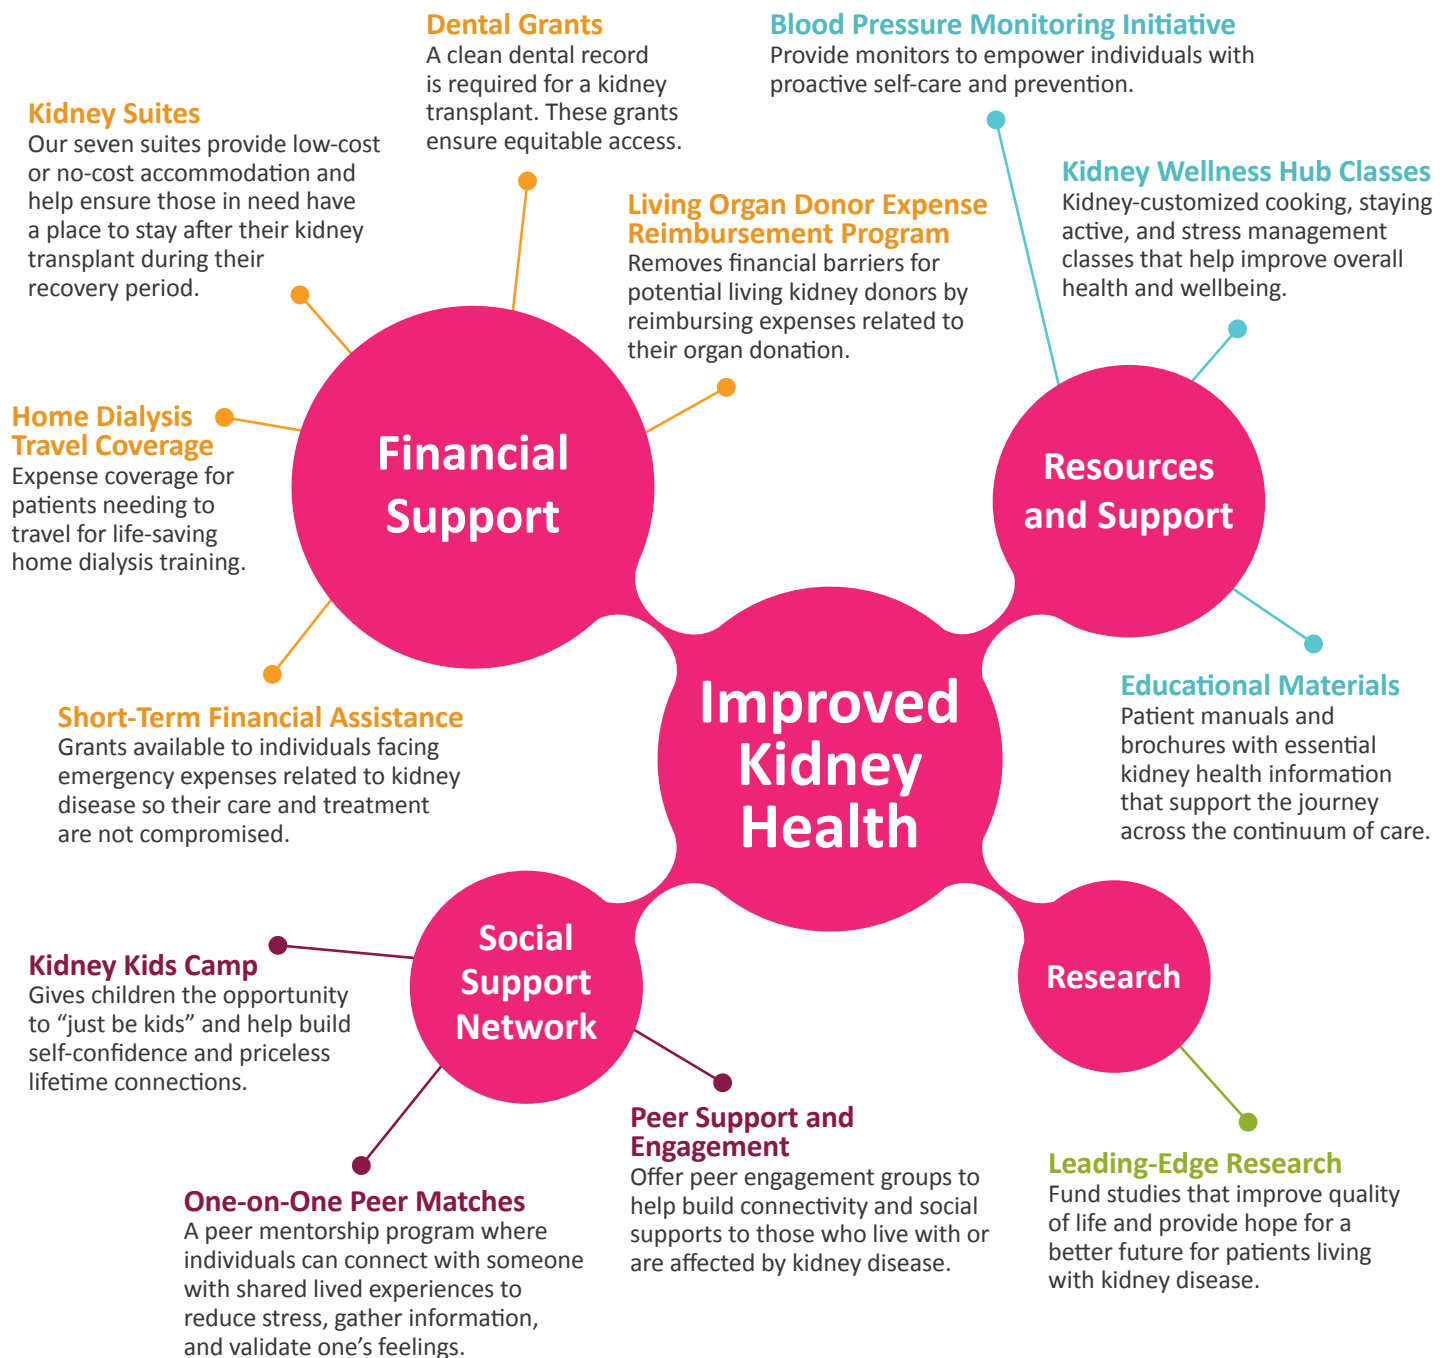 Dental Grants
A clean dental record
is required for a kidney
transplant. These grants
ensure equitable access.
Blood Pressure Monitoring Initiative
Provide monitors to empower individuals with
proactive self-care and prevention.
Kidney Suites
Our seven suites provide low-cost
or no-cost accommodation and
help ensure those in need have
a place to stay after their kidney
transplant during their
recovery period.
Kidney Wellness Hub Classes
Kidney-customized cooking, staying
active, and stress management
classes that help improve overall
health and wellbeing.
Living Organ Donor Expense
Reimbursement Program
Removes financial barriers for
potential living kidney donors by
reimbursing expenses related to
their organ donation.
Home Dialysis
Travel Coverage
Expense coverage for
patients needing to
travel for life-saving
home dialysis training.
Financial
Support
Resources
and Support
Short-Term Financial Assistance
Grants available to individuals facing
emergency expenses related to kidney
disease so their care and treatment
are not compromised.
Improved
Kidney
Health
Educational Materials
Patient manuals and
brochures with essential
kidney health information
that support the journey
across the continuum of care.
Social
Support
Network
Research
Kidney Kids Camp
Gives children the opportunity
to “just be kids” and help build
self-confidence and priceless
lifetime connections.
One-on-One Peer Matches
A peer mentorship program where
individuals can connect with someone
with shared lived experiences to
reduce stress, gather information,
and validate one’s feelings.
Peer Support and
Engagement
Offer peer engagement groups to
help build connectivity and social
supports to those who live with or
are affected by kidney disease.
Leading-Edge Research
Fund studies that improve quality
of life and provide hope for a
better future for patients living
with kidney disease.